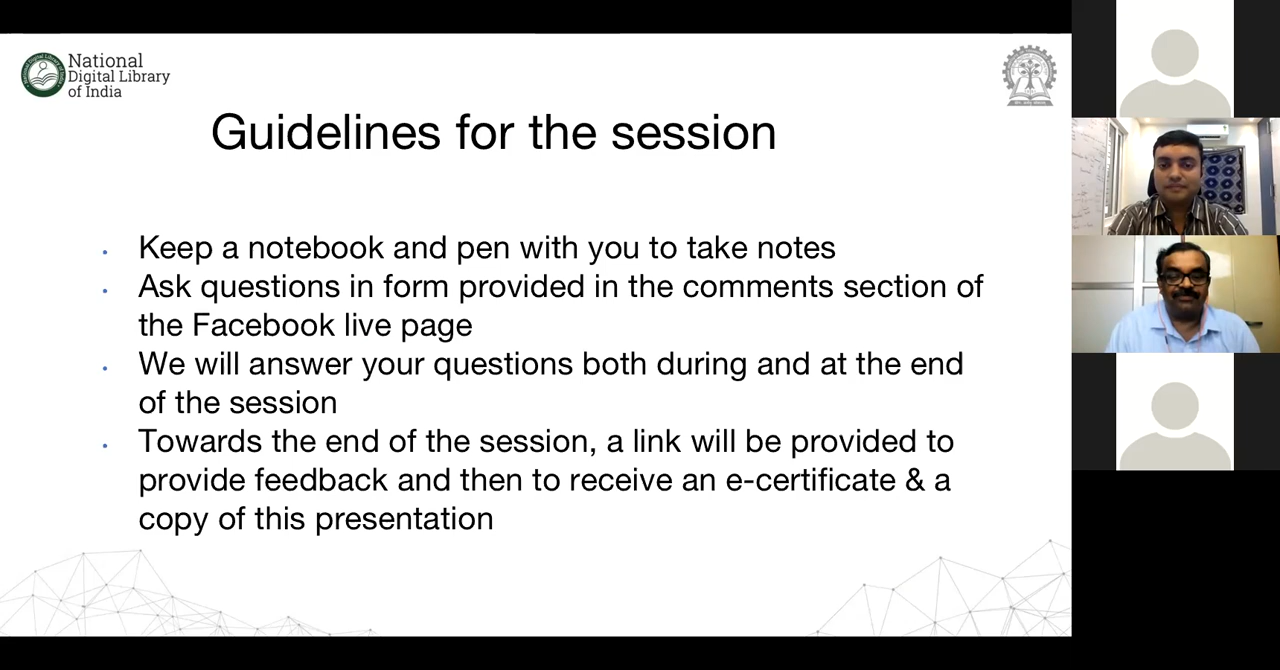 National
Digital Library
of India
Guidelines for the session
Keep a notebook and pen with you to take notes
Ask questions in form provided in the comments section of
the Facebook live page
We will answer your questions both during and at the end
of the session
Towards the end of the session, a link will be provided to
provide feedback and then to receive an e-certificate & a
copy of this presentation